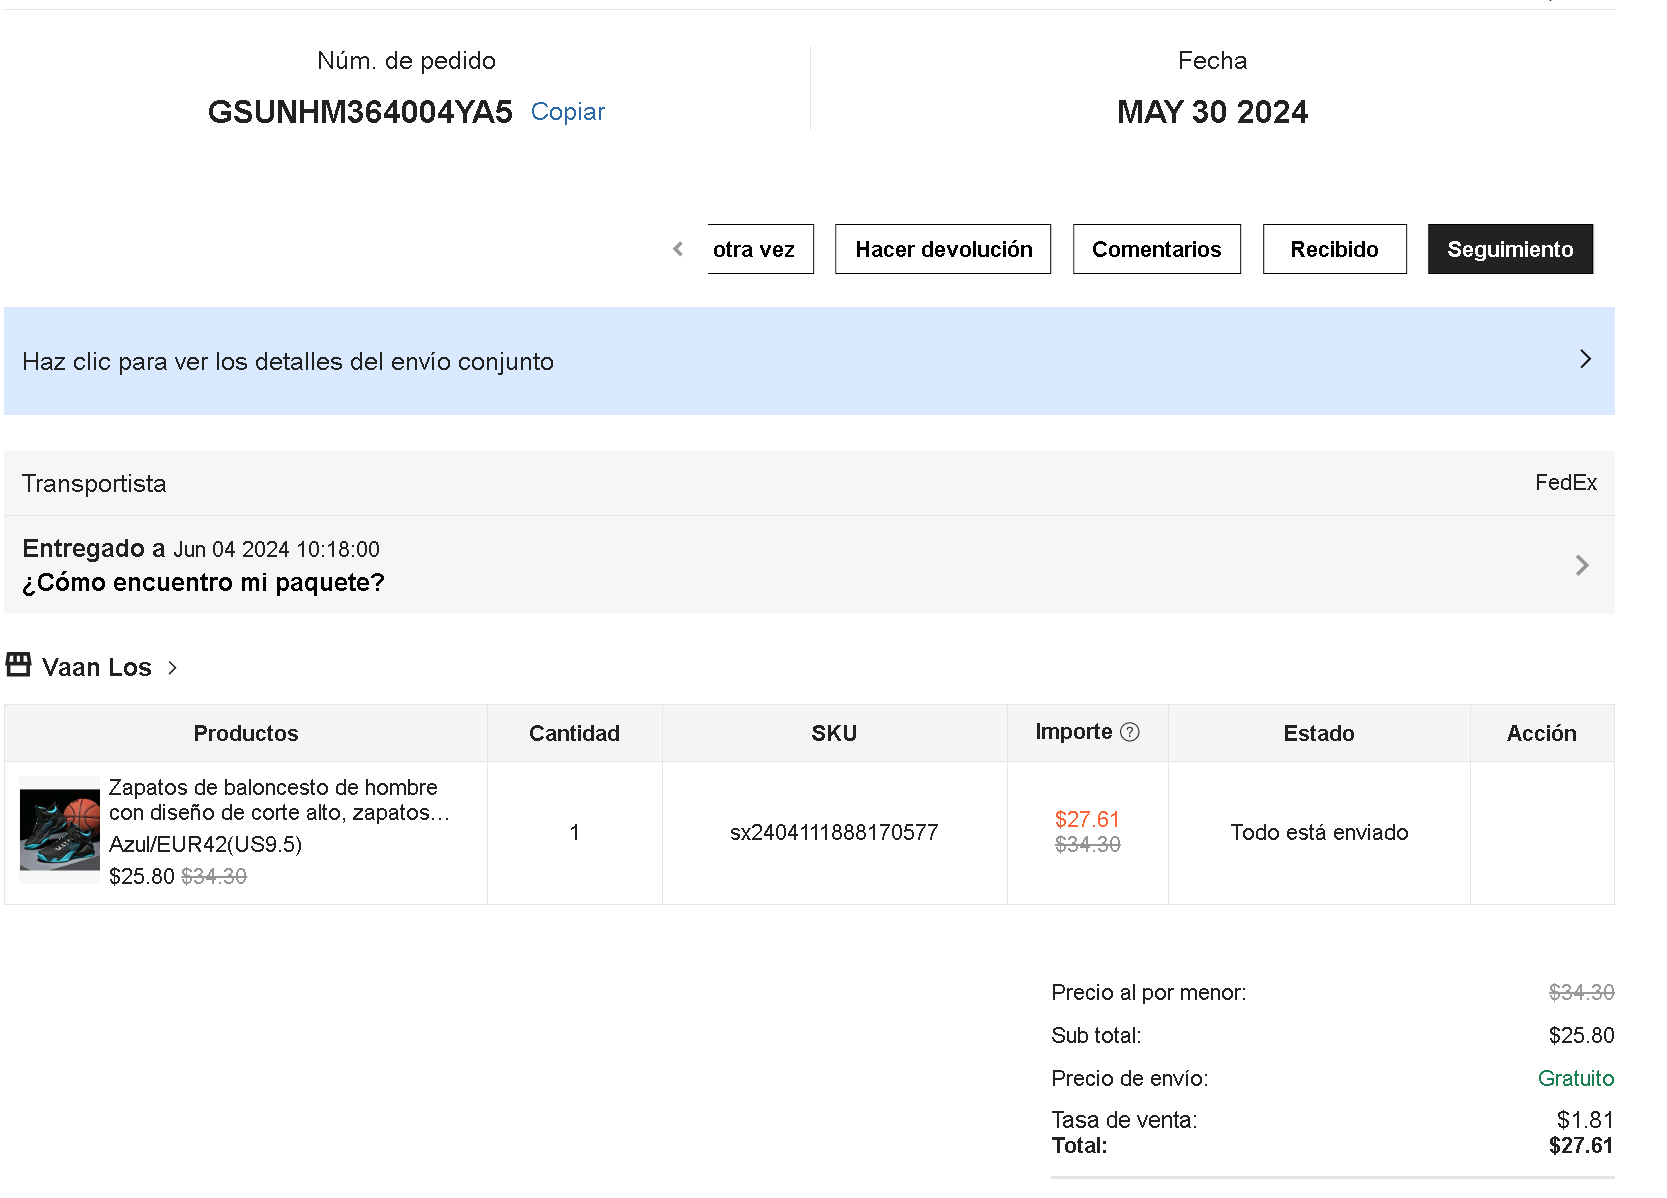 Núm. de pedido
GSUNHM364004YA5 Copiar
Fecha
MAY 30 2024
otra vez
Hacer devolución
Comentarios
Recibido
Seguimiento
Haz clic para ver los detalles del envío conjunto
Transportista
FedEx
Entregado a Jun 04 2024 10:18:00
¿Cómo encuentro mi paquete?
Vaan Los
Productos
Cantidad
SKU
Importe
Estado
Acción
Zapatos de baloncesto de hombre
con diseño de corte alto, zapatos...
Azul/EUR42(US9.5)
$25.80 $34.30
1
sx2404111888170577
$27.61
$34.30
Todo está enviado
Precio al por menor: $34.30
Sub total: $25.80
Precio de envío: Gratuito
Tasa de venta: $1.81
Total: $27.61